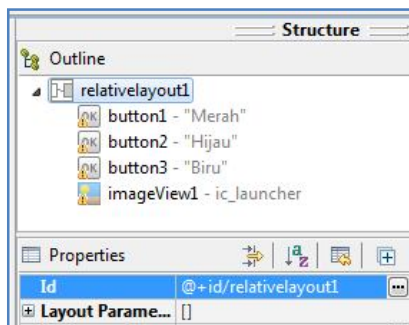 Structure
Outline
relativelayout1
OK button1 - "Merah"
OK button2 - "Hijau"
OK button3 - "Biru"
imageView1 - ic_launcher
Properties
Id @+id/relativelayout1 ...
Layout Parame... []